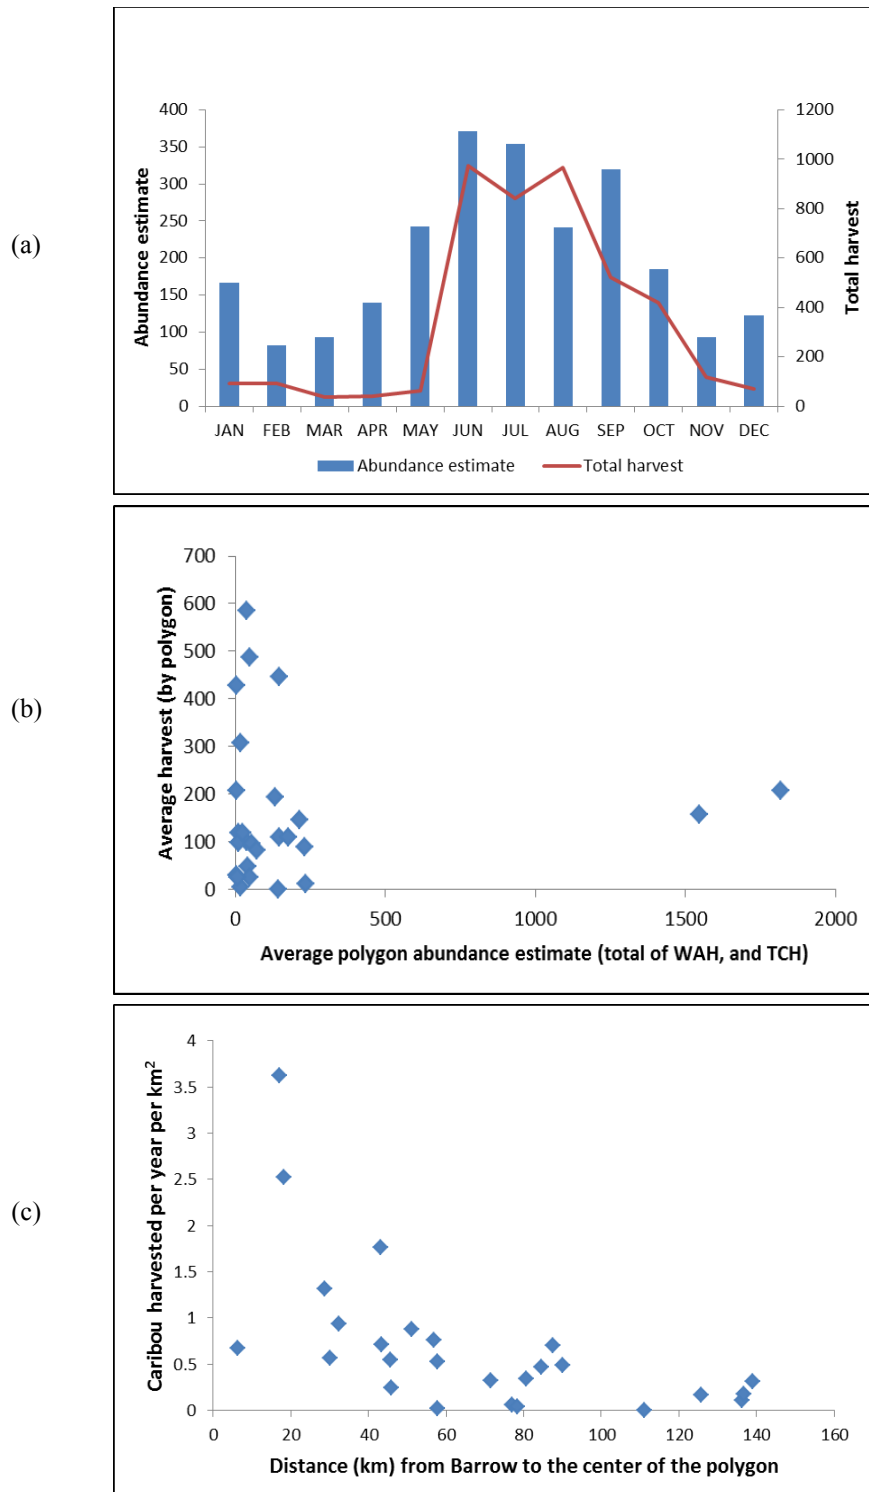 (a)
Abundance estimate
400
350
300
250
200
150
100
50
0
1200
1000
800
600
400
200
0
Total harvest
JAN FEB MAR APR MAY JUN JUL AUG SEP OCT NOV DEC
Abundance estimate Total harvest
(b)
Average harvest (by polygon)
700
600
500
400
300
200
100
0
0 500 1000 1500 2000
Average polygon abundance estimate (total of WAH, and TCH)
(c)
Caribou harvested per year per km²
4
3.5
3
2.5
2
1.5
1
0.5
0
0 20 40 60 80 100 120 140 160
Distance (km) from Barrow to the center of the polygon